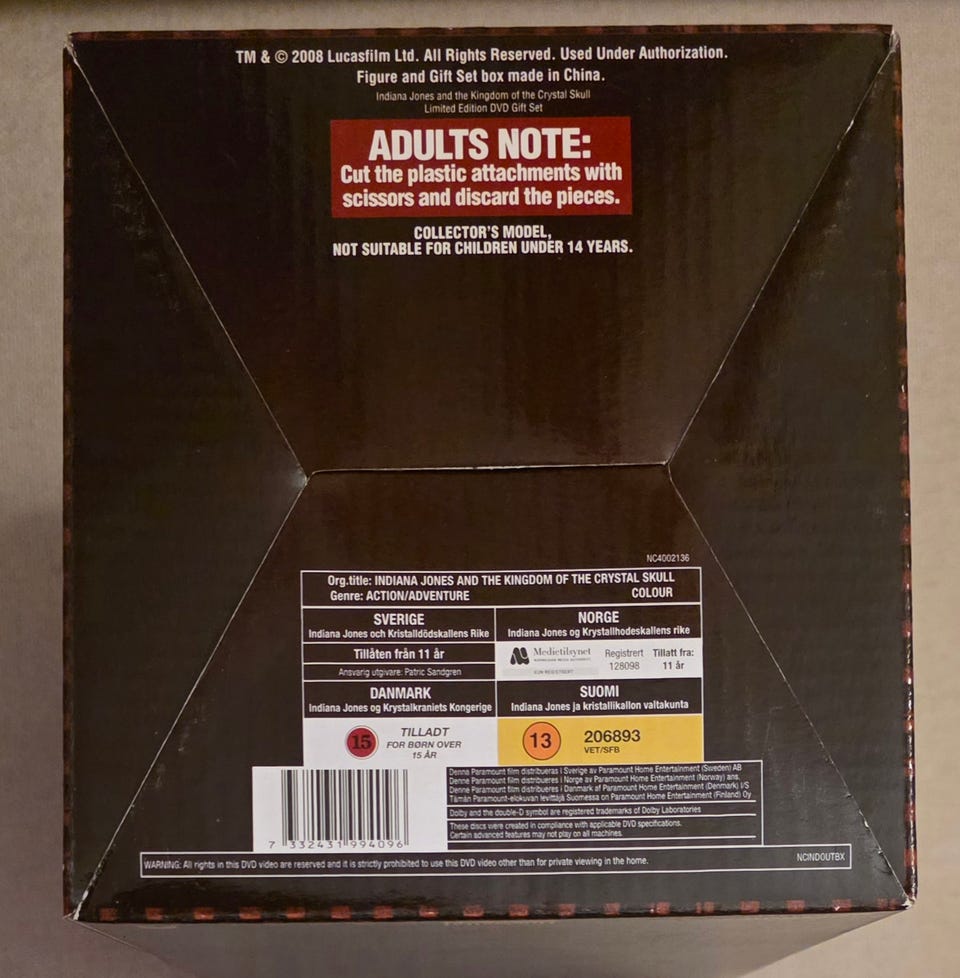 TM & © 2008 Lucasfilm Ltd. All Rights Reserved. Used Under Authorization.
Figure and Gift Set box made in China.
Indiana Jones and the Kingdom of the Crystal Skull
Limited Edition DVD Gift Set
ADULTS NOTE:
Cut the plastic attachments with
scissors and discard the pieces.
COLLECTOR'S MODEL,
NOT SUITABLE FOR CHILDREN UNDER 14 YEARS.
NC4002136
Org.title: INDIANA JONES AND THE KINGDOM OF THE CRYSTAL SKULL
Genre: ACTION/ADVENTURE COLOUR
SVERIGE
Indiana Jones och Kristalldödskallens Rike
Tillåten från 11 år
Ansvarig utgivare: Patric Sandgren
NORGE
Indiana Jones og Krystallhodeskallens rike
Medietilsynet
NORWEGIAN MEDIA AUTHORITY
Registrert
128098
Tillatt fra:
11 år
DANMARK
Indiana Jones og Krystalkraniets Kongerige
15
TILLADT
FOR BØRN OVER
15 ÅR
SUOMI
Indiana Jones ja kristallikallon valtakunta
13
206893
VET/SFB
7 332431 994096
Denna Paramount film distribueras i Sverige av Paramount Home Entertainment (Sweden) AB
Denne Paramount film distribueres i Norge av Paramount Home Entertainment (Norway) ans.
Denne Paramount film distribueres i Danmark af Paramount Home Entertainment (Denmark) I/S
Tämän Paramount-elokuvan levittäjä Suomessa on Paramount Home Entertainment (Finland) Oy
Dolby and the double-D symbol are registered trademarks of Dolby Laboratories
These discs were created in compliance with applicable DVD specifications.
Certain advanced features may not play on all machines.
WARNING: All rights in this DVD video are reserved and it is strictly prohibited to use this DVD video other than for private viewing in the home.
NCINDOUTBX